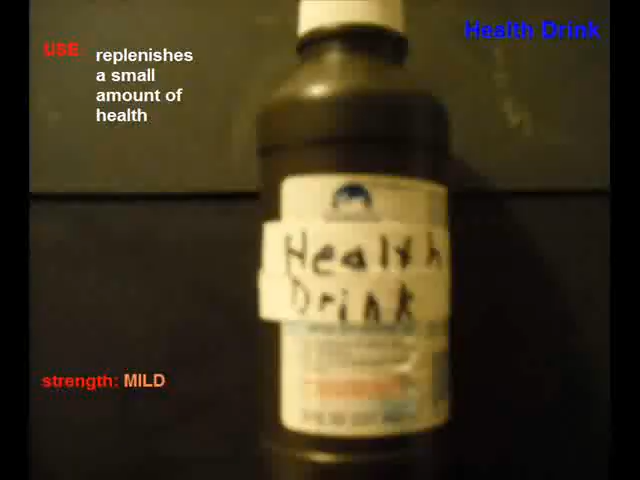 Health Drink
USE replenishes
a small
amount of
health
Health
Drink
strength: MILD